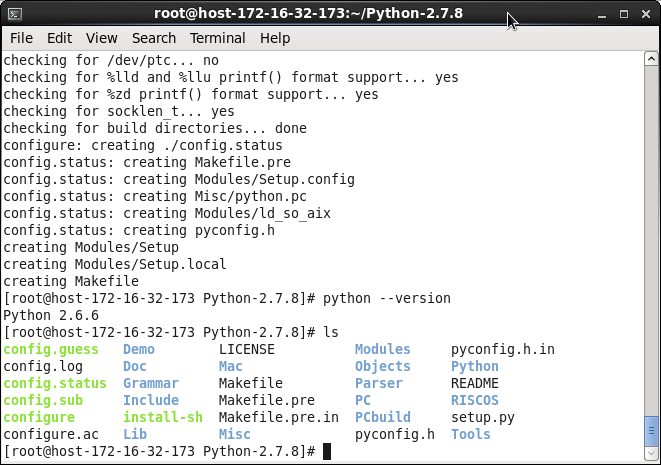 root@host-172-16-32-173:~/Python-2.7.8
File Edit View Search Terminal Help
checking for /dev/ptc... no
checking for %lld and %llu printf() format support... yes
checking for %zd printf() format support... yes
checking for socklen_t... yes
checking for build directories... done
configure: creating ./config.status
config.status: creating Makefile.pre
config.status: creating Modules/Setup.config
config.status: creating Misc/python.pc
config.status: creating Modules/ld_so_aix
config.status: creating pyconfig.h
creating Modules/Setup
creating Modules/Setup.local
creating Makefile
[root@host-172-16-32-173 Python-2.7.8]# python --version
Python 2.6.6
[root@host-172-16-32-173 Python-2.7.8]# ls
config.guess Demo LICENSE Modules pyconfig.h.in
config.log Doc Mac Objects Python
config.status Grammar Makefile Parser README
config.sub Include Makefile.pre PC RISCOS
configure install-sh Makefile.pre.in PCbuild setup.py
configure.ac Lib Misc pyconfig.h Tools
[root@host-172-16-32-173 Python-2.7.8]#